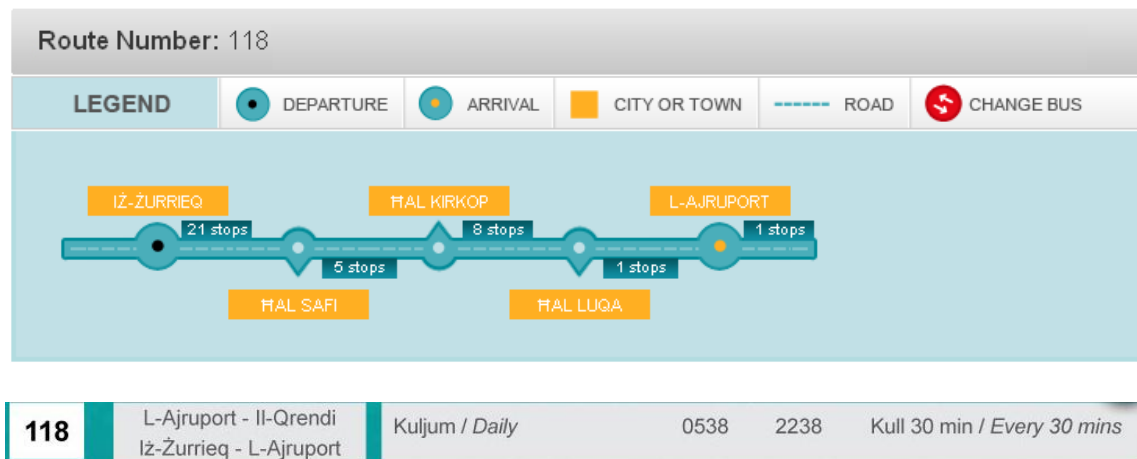 Route Number: 118
LEGEND DEPARTURE ARRIVAL CITY OR TOWN ROAD CHANGE BUS
IŻ-ŻURRIEQ ĦAL KIRKOP L-AJRUPORT
21 stops 8 stops 1 stops
5 stops 1 stops
ĦAL SAFI ĦAL LUQA
118 L-Ajruport - Il-Qrendi Kuljum / Daily 0538 2238 Kull 30 min / Every 30 mins
Iż-Żurrieq - L-Ajruport